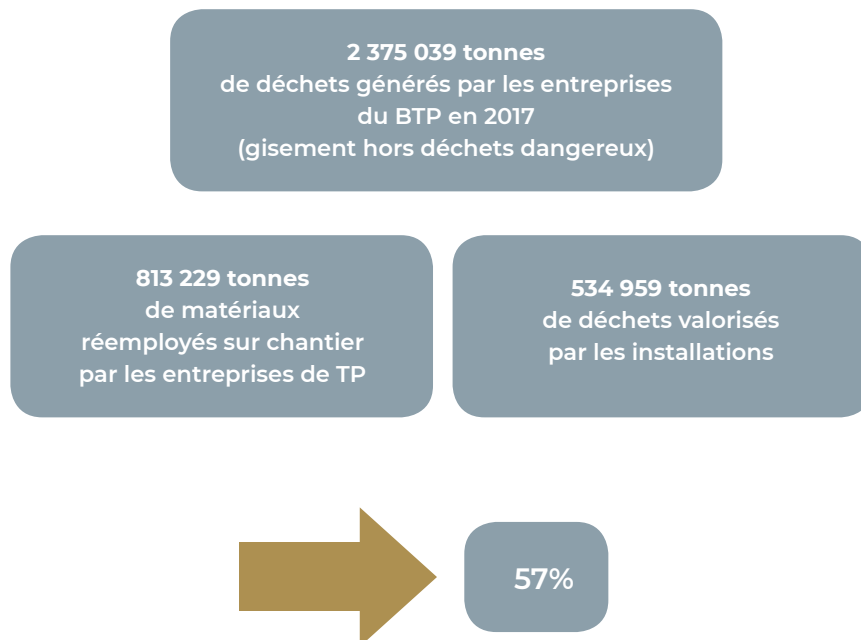 2 375 039 tonnes
de déchets générés par les entreprises
du BTP en 2017
(gisement hors déchets dangereux)
813 229 tonnes
de matériaux
réemployés sur chantier
par les entreprises de TP
534 959 tonnes
de déchets valorisés
par les installations
57%